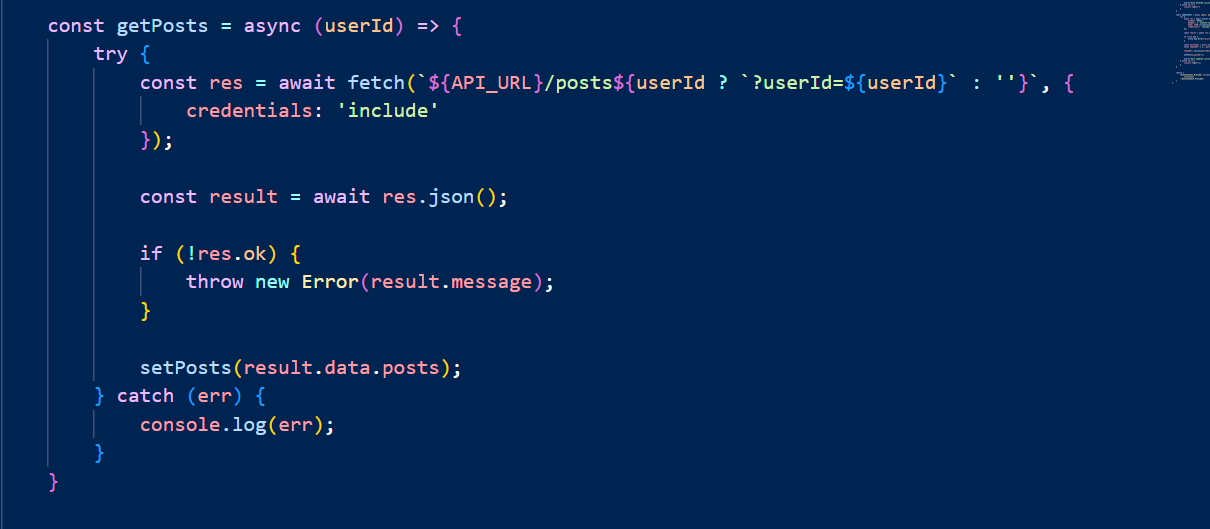 const getPosts = async (userId) => {
try {
const res = await fetch(`${API_URL}/posts${userId ? `?userId=${userId}` : ''}`, {
credentials: 'include'
});
const result = await res.json();
if (!res.ok) {
throw new Error(result.message);
}
setPosts(result.data.posts);
} catch (err) {
console.log(err);
}
}